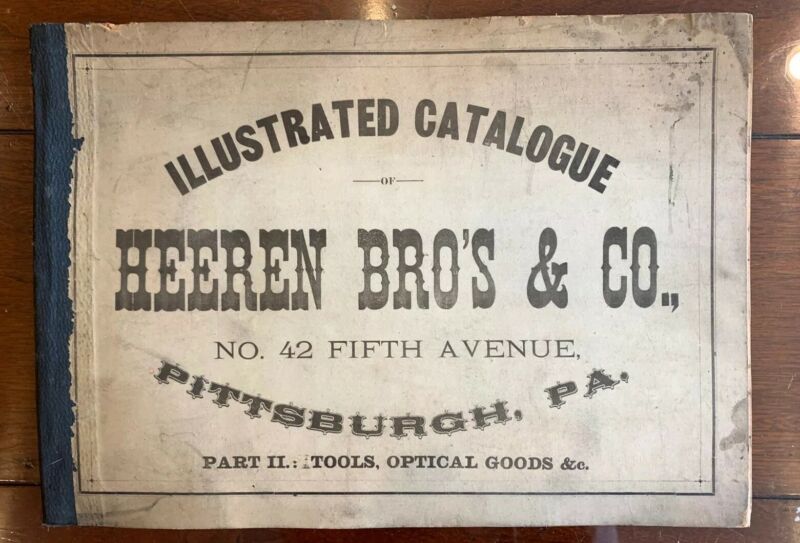 ILLUSTRATED CATALOGUE
OF
HEEREN BRO'S & CO.,
NO. 42 FIFTH AVENUE,
PITTSBURGH, PA.
PART II.: TOOLS, OPTICAL GOODS &c.